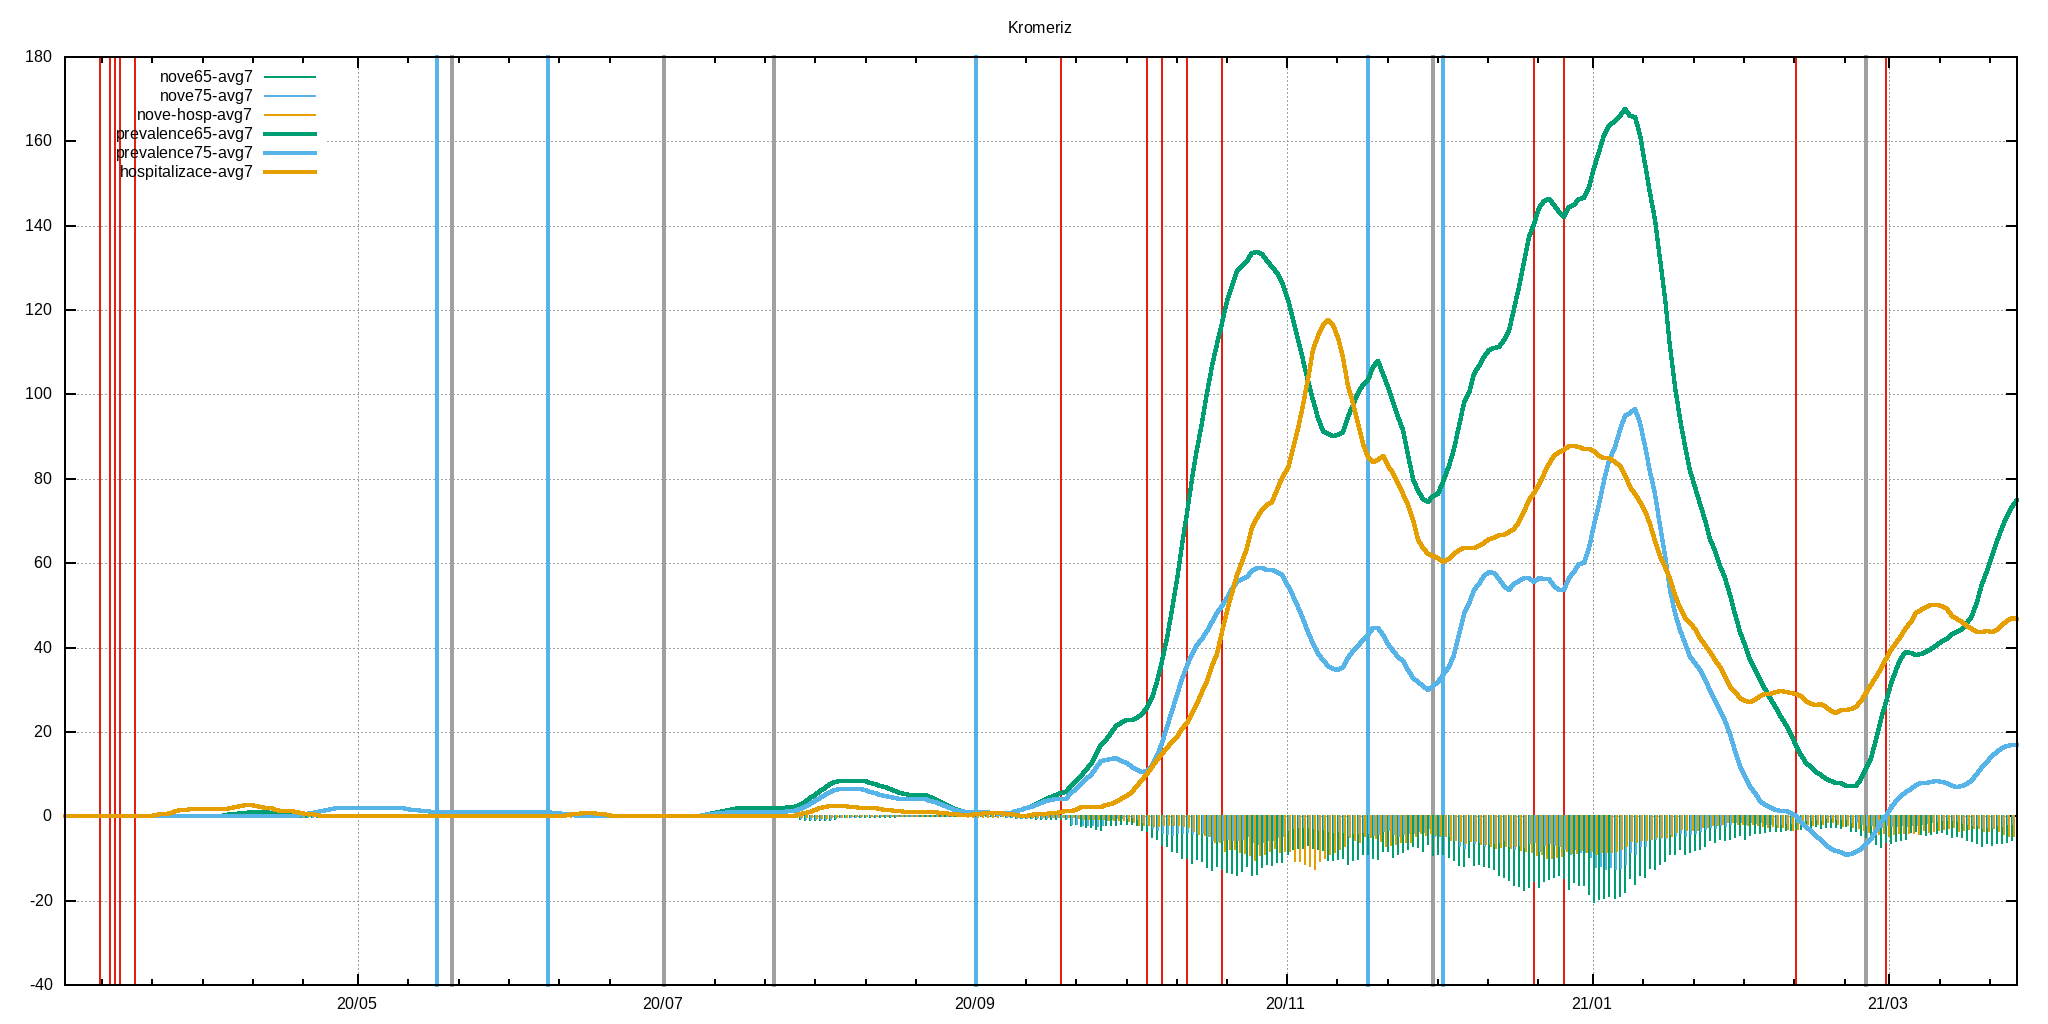 Kromeriz
180
160
140
120
100
80
60
40
20
0
-20
-40
nove65-avg7
nove75-avg7
nove-hosp-avg7
prevalence65-avg7
prevalence75-avg7
hospitalizace-avg7
20/05 20/07 20/09 20/11 21/01 21/03